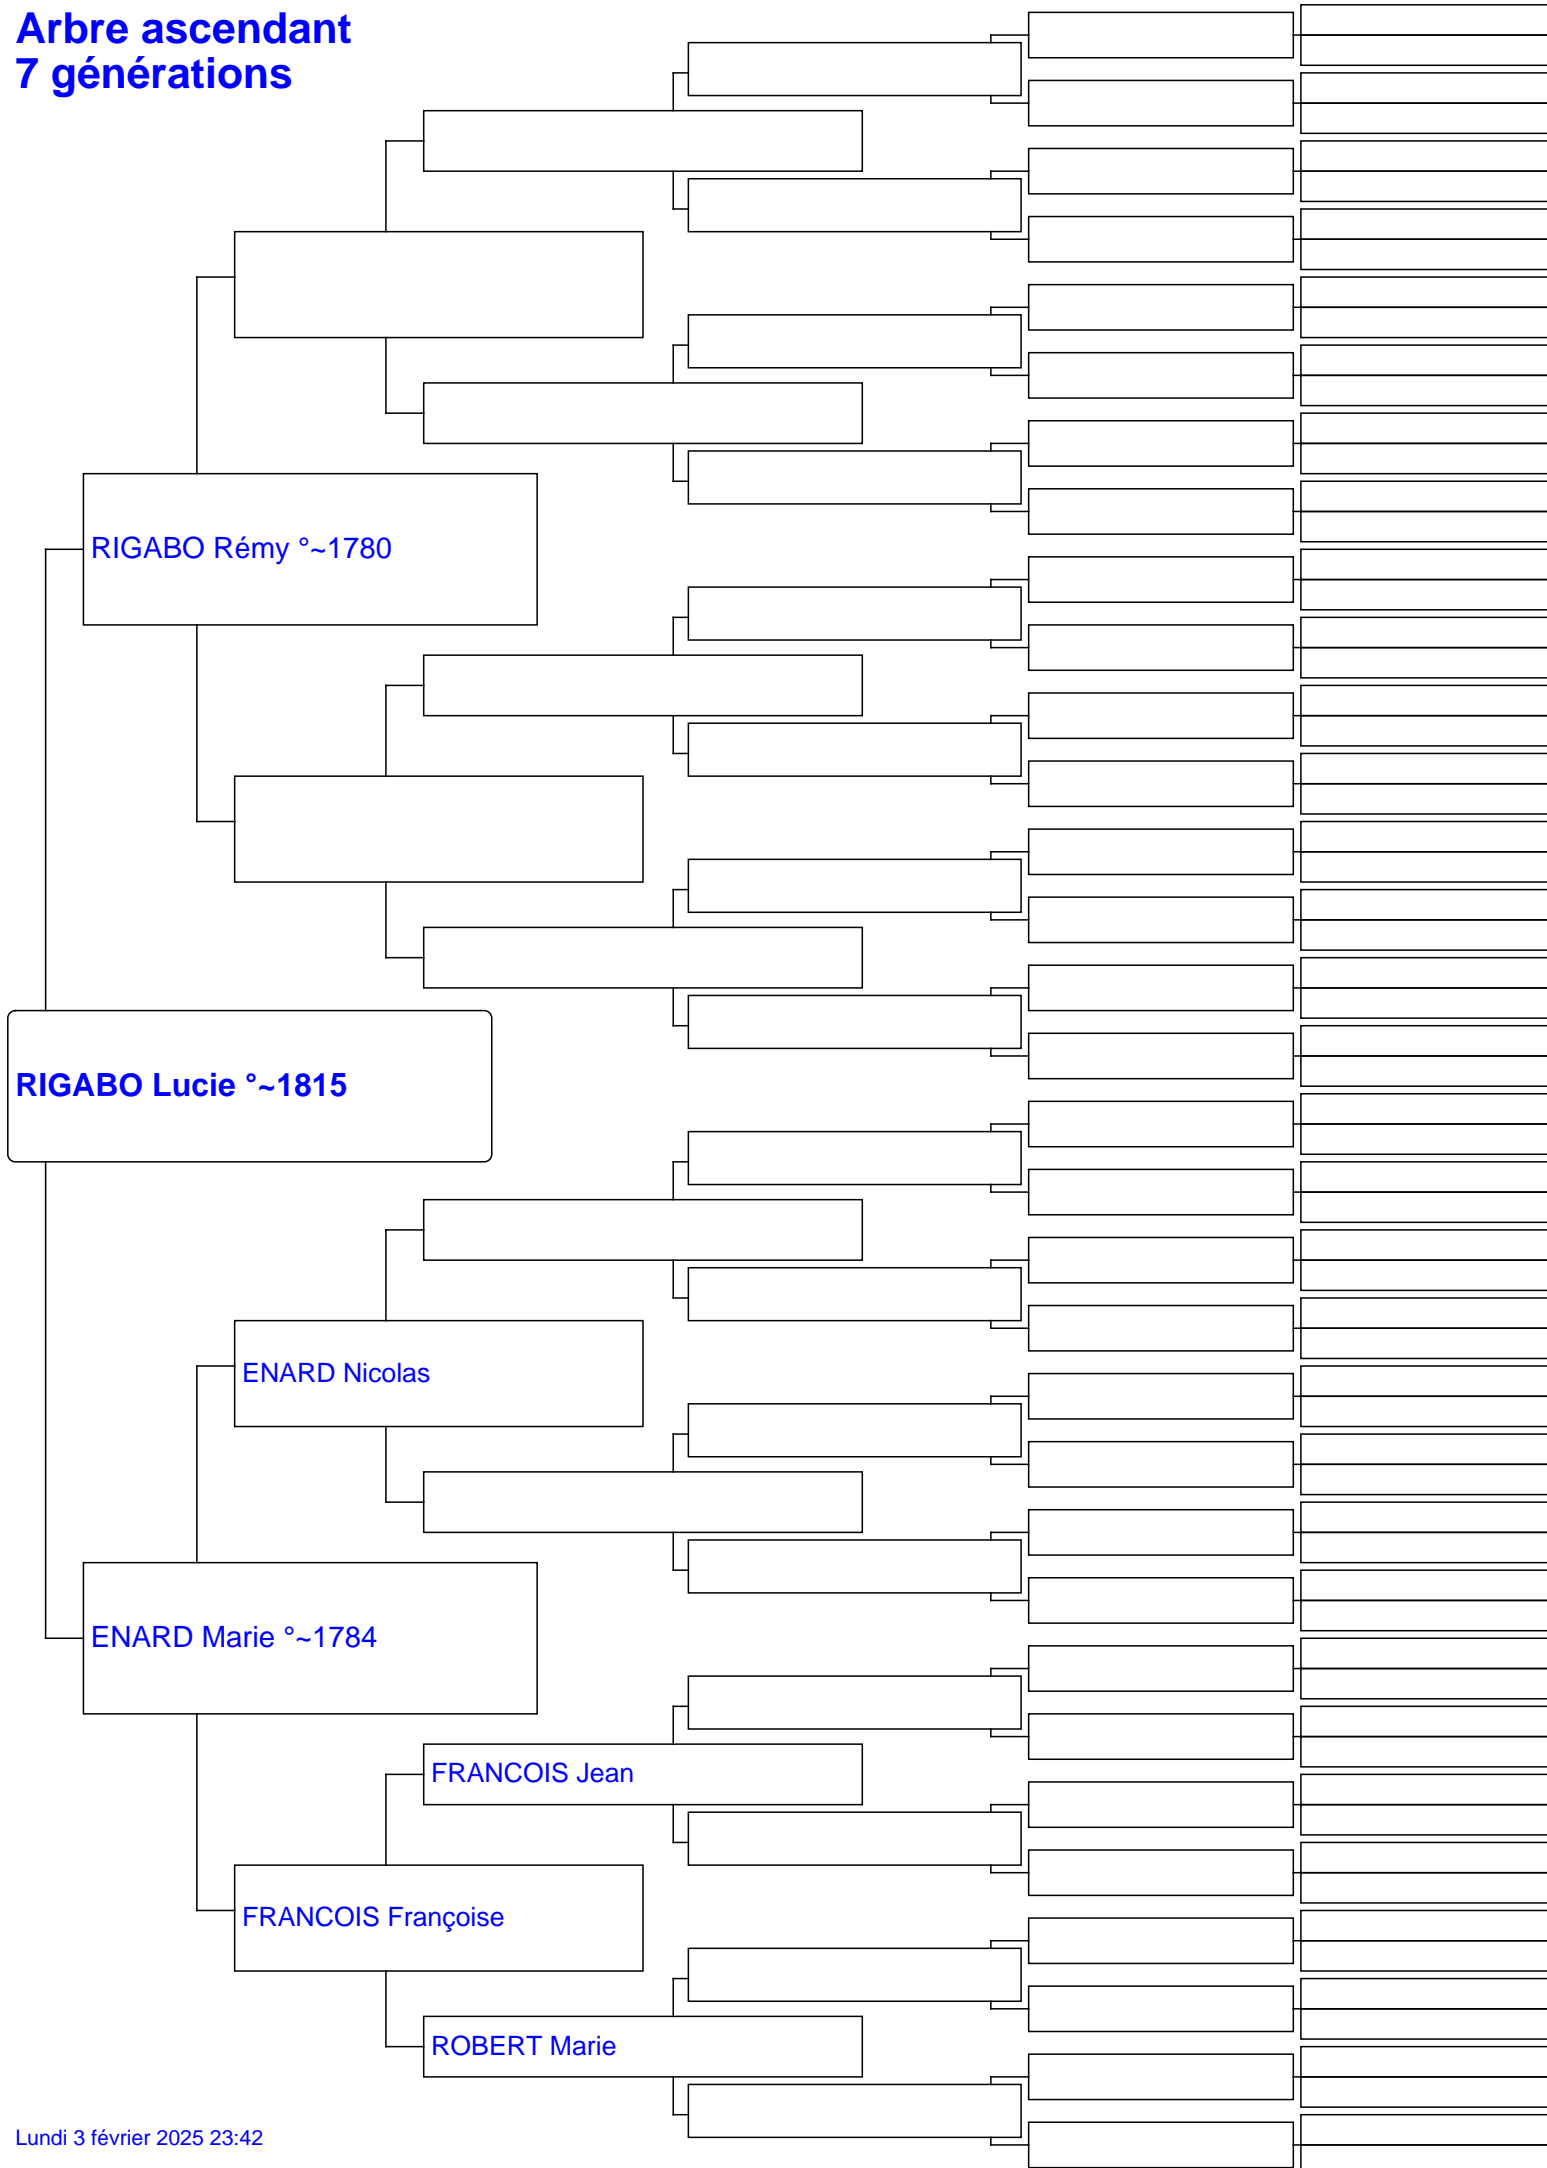 Arbre ascendant
7 générations
RIGABO Rémy °~1780
RIGABO Lucie °~1815
ENARD Nicolas
ENARD Marie °~1784
FRANCOIS Jean
FRANCOIS Françoise
ROBERT Marie
Lundi 3 février 2025 23:42